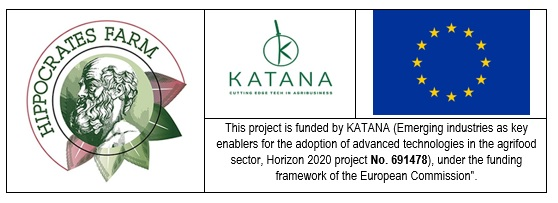 HIPPOCRATES FARM
KATANA
CUTTING EDGE TECH IN AGRIBUSINESS
This project is funded by KATANA (Emerging industries as key
enablers for the adoption of advanced technologies in the agrifood
sector, Horizon 2020 project No. 691478), under the funding
framework of the European Commission".